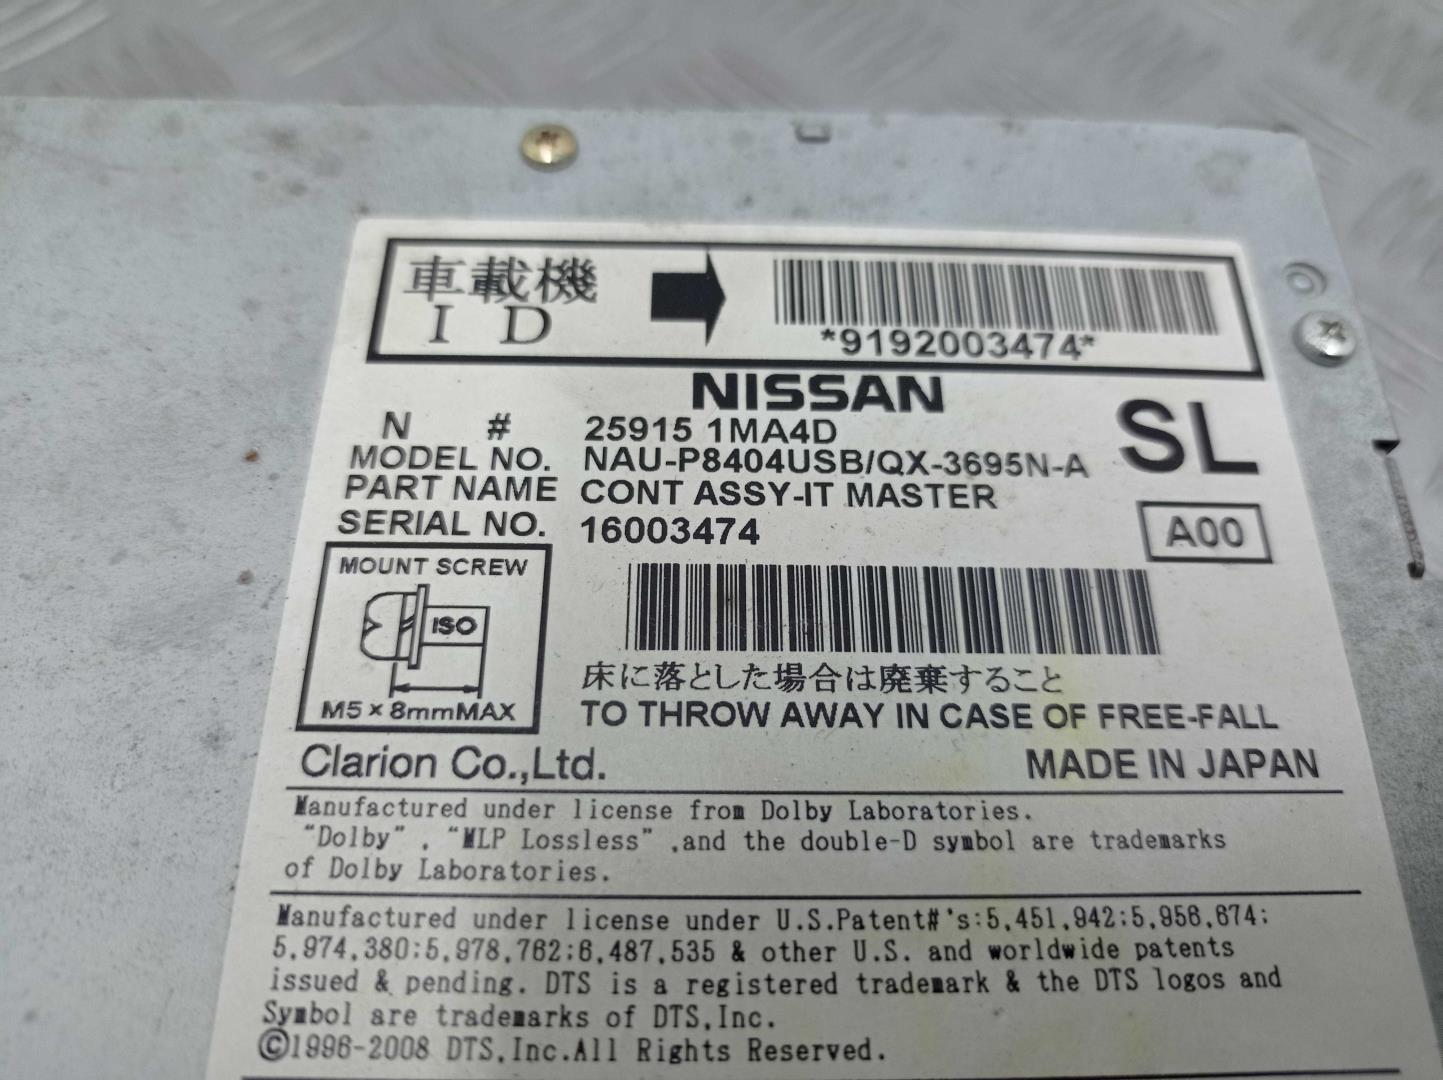 車載機
ID
*9192003474*
NISSAN
N # 25915 1MA4D
SL
MODEL NO. NAU-P8404USB/QX-3695N-A
PART NAME CONT ASSY-IT MASTER
SERIAL NO. 16003474
A00
MOUNT SCREW
ISO
M5×8mmMAX
床に落とした場合は廃棄すること
TO THROW AWAY IN CASE OF FREE-FALL
Clarion Co.,Ltd. MADE IN JAPAN
Manufactured under license from Dolby Laboratories.
"Dolby", "MLP Lossless" ,and the double-D symbol are trademarks
of Dolby Laboratories.
Manufactured under license under U.S.Patent#'s:5,451,942;5,956,674;
5,974,380;5,978,762;6,487,535 & other U.S. and worldwide patents
issued & pending. DTS is a registered trademark & the DTS logos and
Symbol are trademarks of DTS,Inc.
©1996-2008 DTS,Inc.All Rights Reserved.